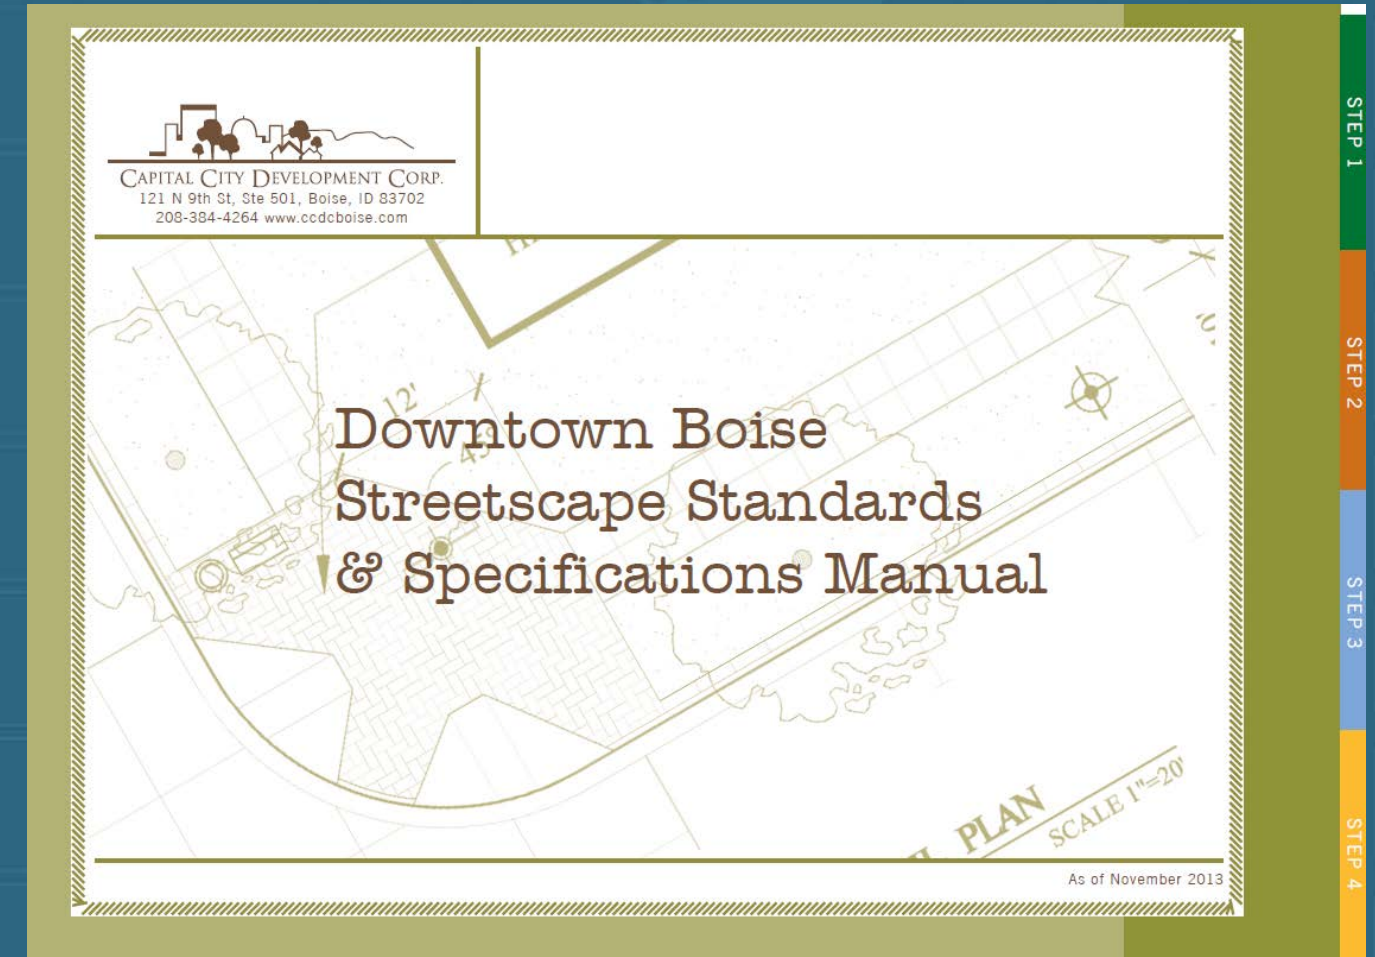 CAPITAL CITY DEVELOPMENT CORP.
121 N 9th St, Ste 501, Boise, ID 83702
208-384-4264 www.ccdcboise.com
12'
45°
Downtown Boise
Streetscape Standards
& Specifications Manual
PLAN
SCALE 1"=20'
As of November 2013
STEP 1
STEP 2
STEP 3
STEP 4